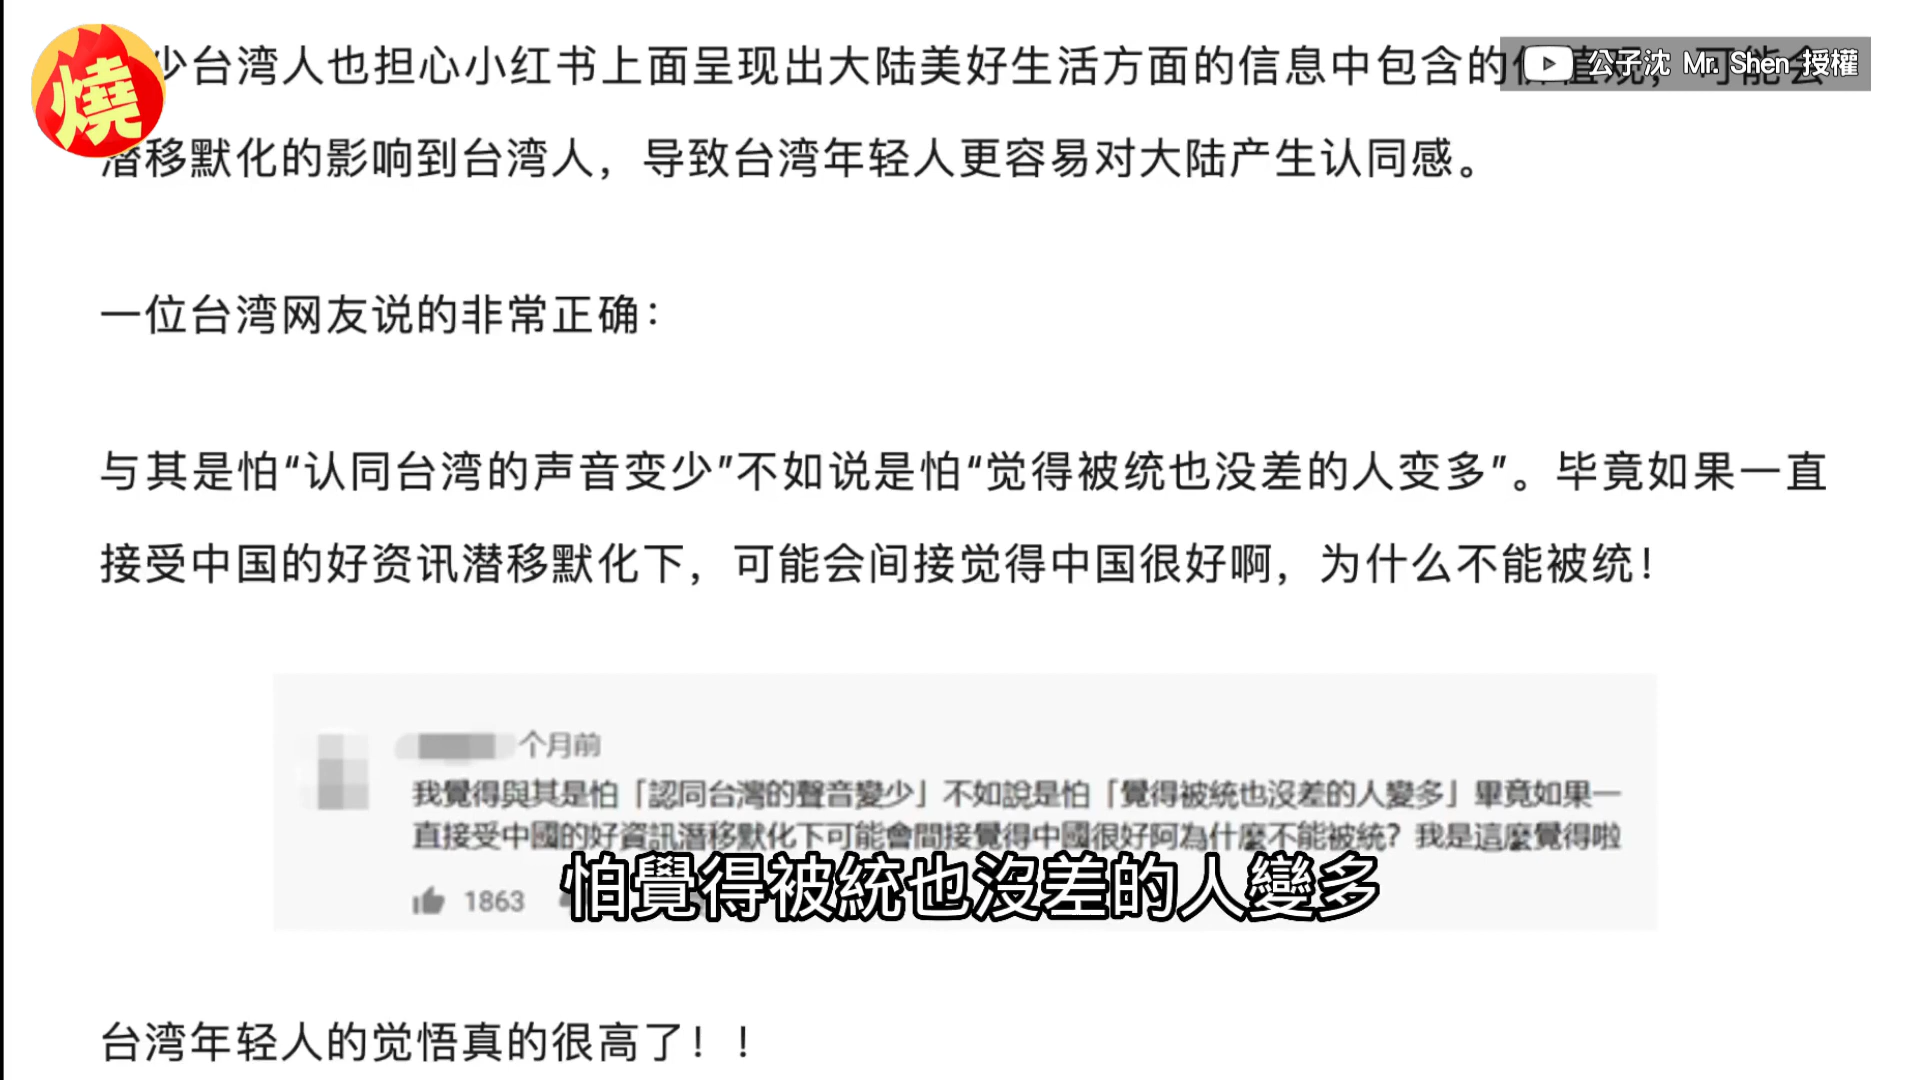 燒
少台湾人也担心小红书上面呈现出大陆美好生活方面的信息中包含的价值观，可能会
公子沈 Mr. Shen 授權
潜移默化的影响到台湾人，导致台湾年轻人更容易对大陆产生认同感。
一位台湾网友说的非常正确：
与其是怕“认同台湾的声音变少”不如说是怕“觉得被统也没差的人变多”。毕竟如果一直
接受中国的好资讯潜移默化下，可能会间接觉得中国很好啊，为什么不能被统！
个月前
我覺得與其是怕「認同台灣的聲音變少」不如說是怕「覺得被統也沒差的人變多」畢竟如果一
直接受中國的好資訊潛移默化下可能會間接覺得中國很好阿為什麼不能被統？我是這麼覺得啦
1863
怕覺得被統也沒差的人變多
台湾年轻人的觉悟真的很高了！！